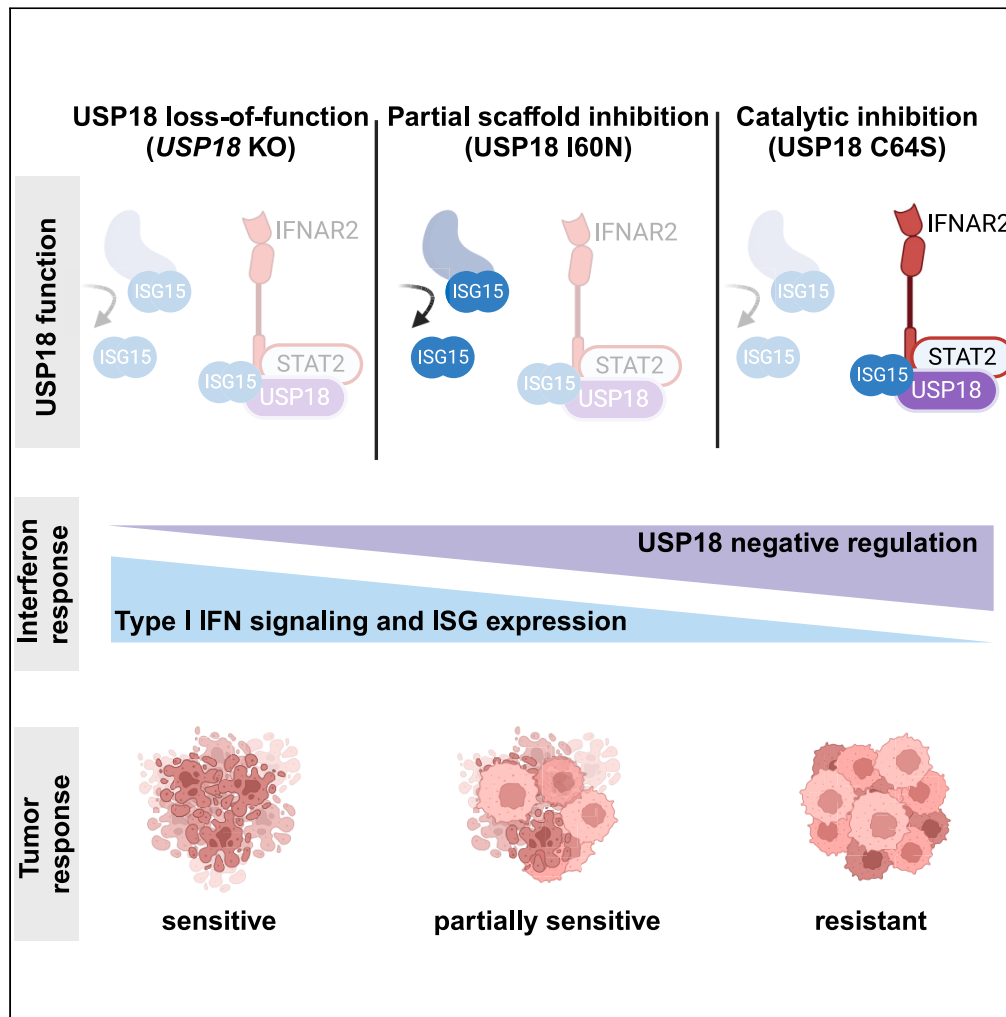 USP18 loss-of-function
(USP18 KO)
Partial scaffold inhibition
(USP18 I60N)
Catalytic inhibition
(USP18 C64S)
USP18 function
ISG15
ISG15
IFNAR2
STAT2
ISG15
USP18
ISG15
ISG15
IFNAR2
STAT2
ISG15
USP18
ISG15
ISG15
IFNAR2
STAT2
ISG15
USP18
Interferon
response
USP18 negative regulation
Type I IFN signaling and ISG expression
Tumor
response
sensitive
partially sensitive
resistant